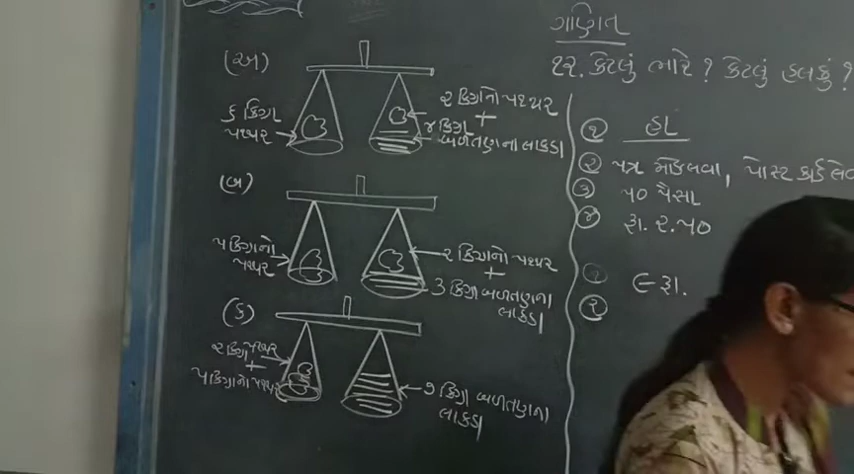 (અ)
૬ કિગ્રા
પથ્થર
૨ કિગ્રાનો પથ્થર
+
૪ કિગ્રા
બળતણના લાકડા
(બ)
૫ કિગ્રાનો
પથ્થર
૨ કિગ્રાનો પથ્થર
+
૩ કિગ્રા બળતણના
લાકડા
(ક)
૨ કિગ્રા પથ્થર
+
૫ કિગ્રાનો પથ્થર
૭ કિગ્રા બળતણના
લાકડા
ગણિત
૧૨. કેટલું ભારે ? કેટલું હલકું ?
(૧) હા
(૨) પત્ર મોકલવા, પોસ્ટ કાર્ડ
(૩) ૫૦ પૈસા
(૪) રૂા. ૨.૫૦
(૧) ૯ રૂા.
(૨)